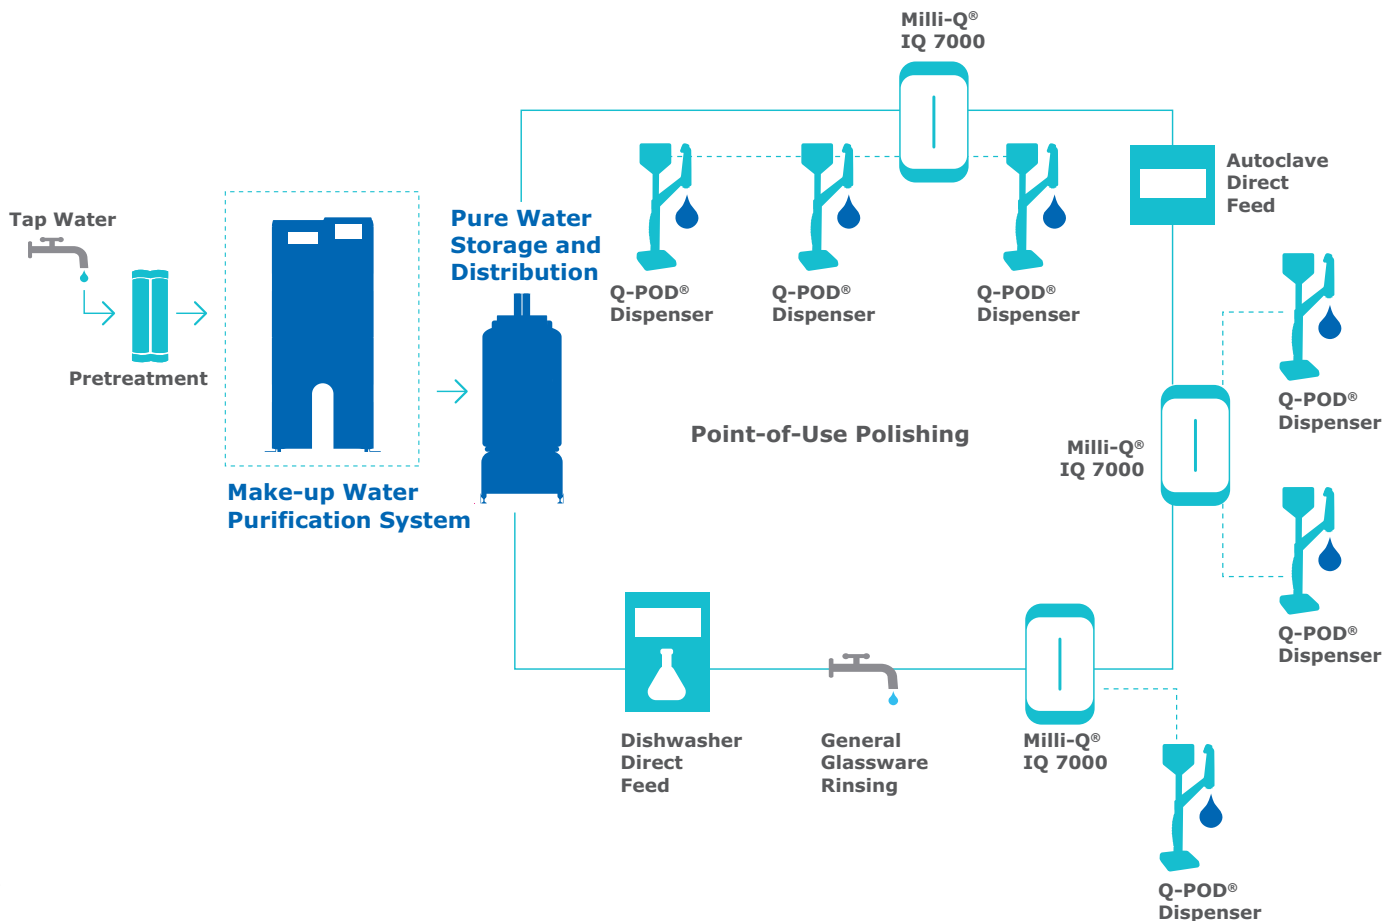 Milli-Q®
IQ 7000
Autoclave
Direct
Feed
Tap Water
Pure Water
Storage and
Distribution
Q-POD®
Dispenser
Q-POD®
Dispenser
Q-POD®
Dispenser
Pretreatment
Q-POD®
Dispenser
Point-of-Use Polishing
Milli-Q®
IQ 7000
Make-up Water
Purification System
Q-POD®
Dispenser
Dishwasher
Direct
Feed
General
Glassware
Rinsing
Milli-Q®
IQ 7000
Q-POD®
Dispenser